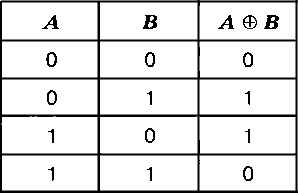 A B A ⊕ B
0 0 0
0 1 1
1 0 1
1 1 0